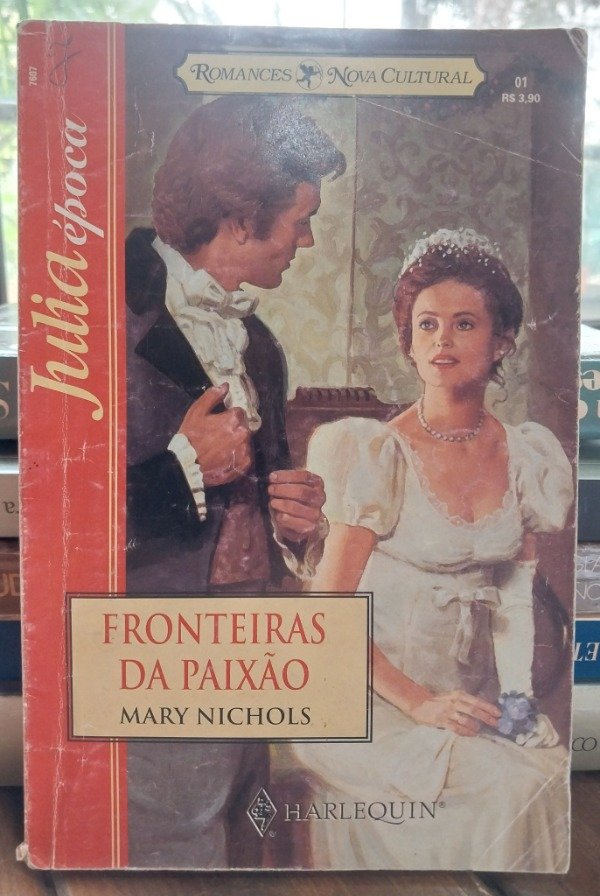 7607
ROMANCES NOVA CULTURAL
01
R$ 3,90
Julia época
FRONTEIRAS
DA PAIXÃO
MARY NICHOLS
HARLEQUIN®